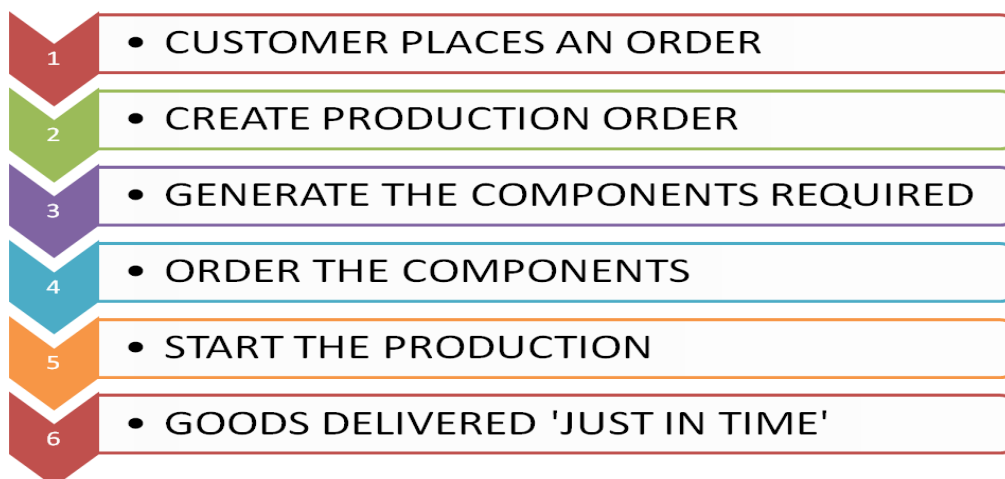 1 • CUSTOMER PLACES AN ORDER
2 • CREATE PRODUCTION ORDER
3 • GENERATE THE COMPONENTS REQUIRED
4 • ORDER THE COMPONENTS
5 • START THE PRODUCTION
6 • GOODS DELIVERED 'JUST IN TIME'